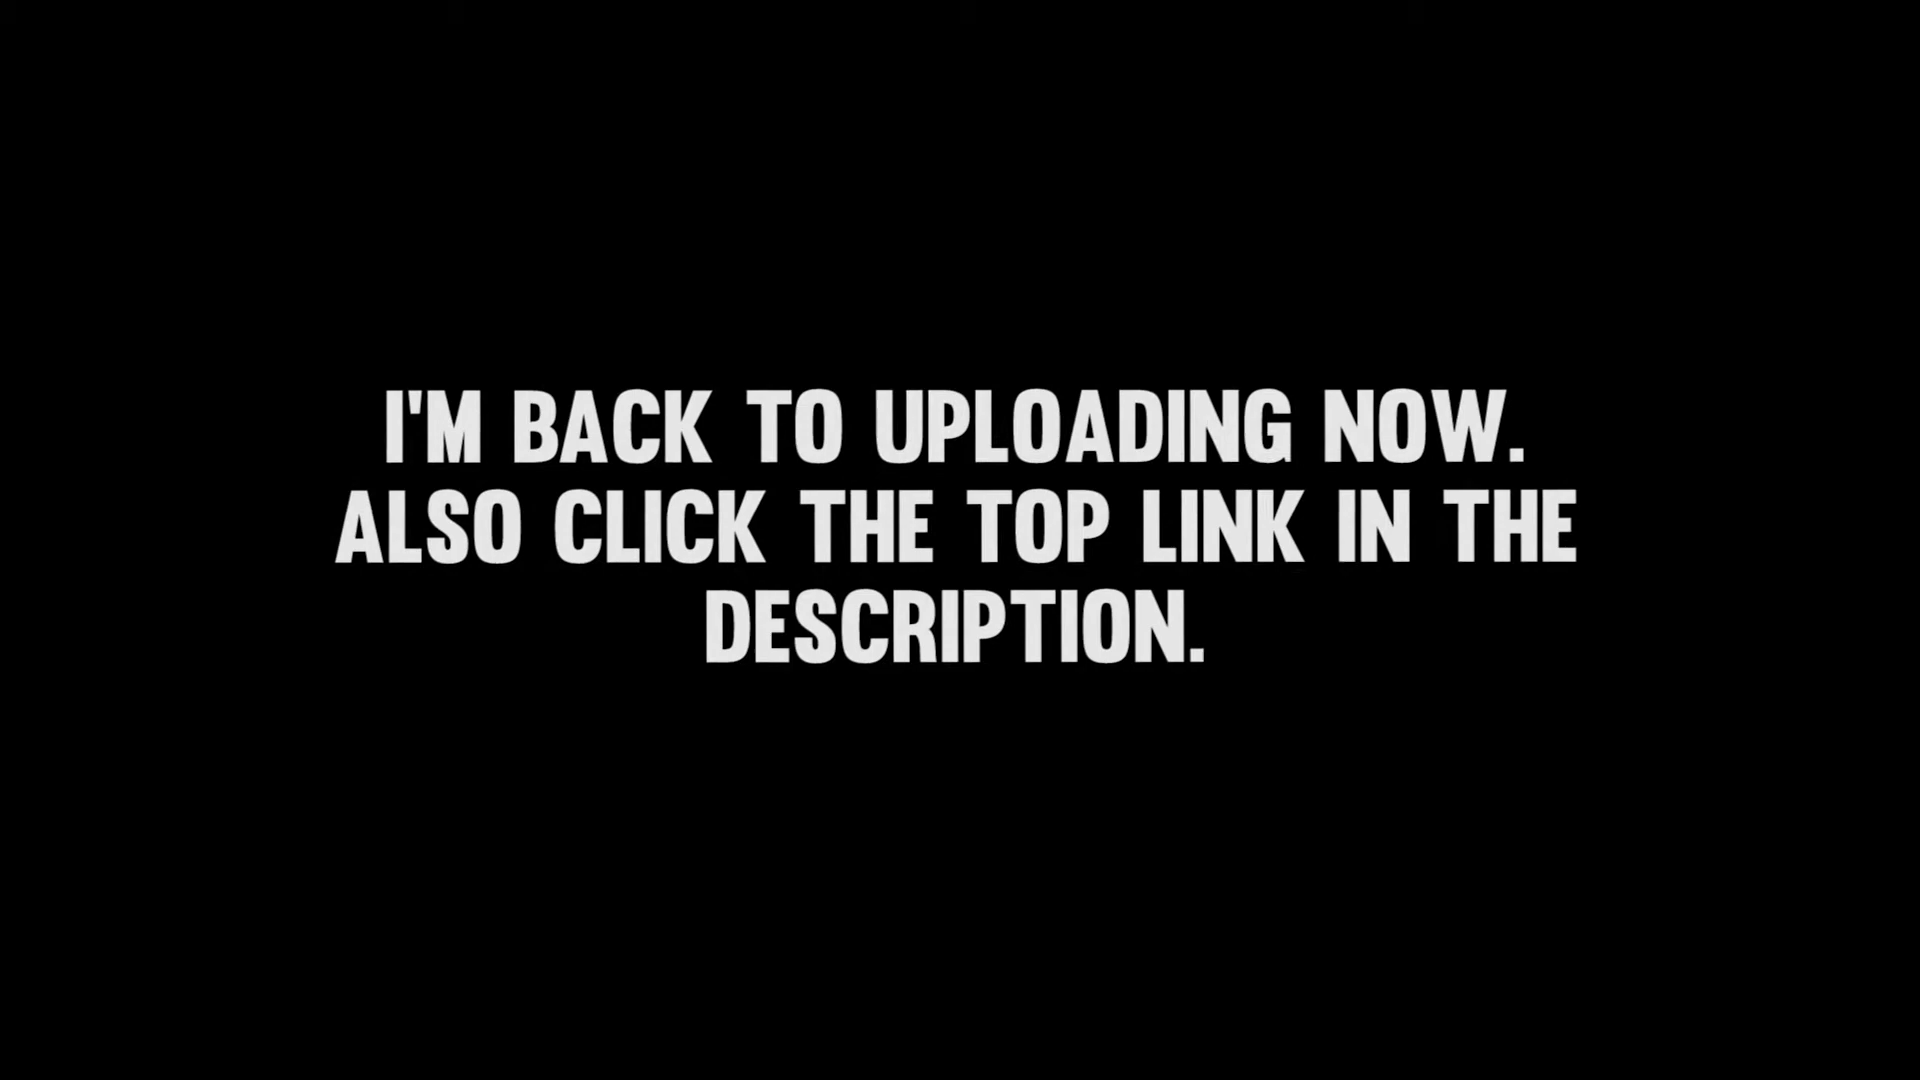 I'M BACK TO UPLOADING NOW.
ALSO CLICK THE TOP LINK IN THE
DESCRIPTION.